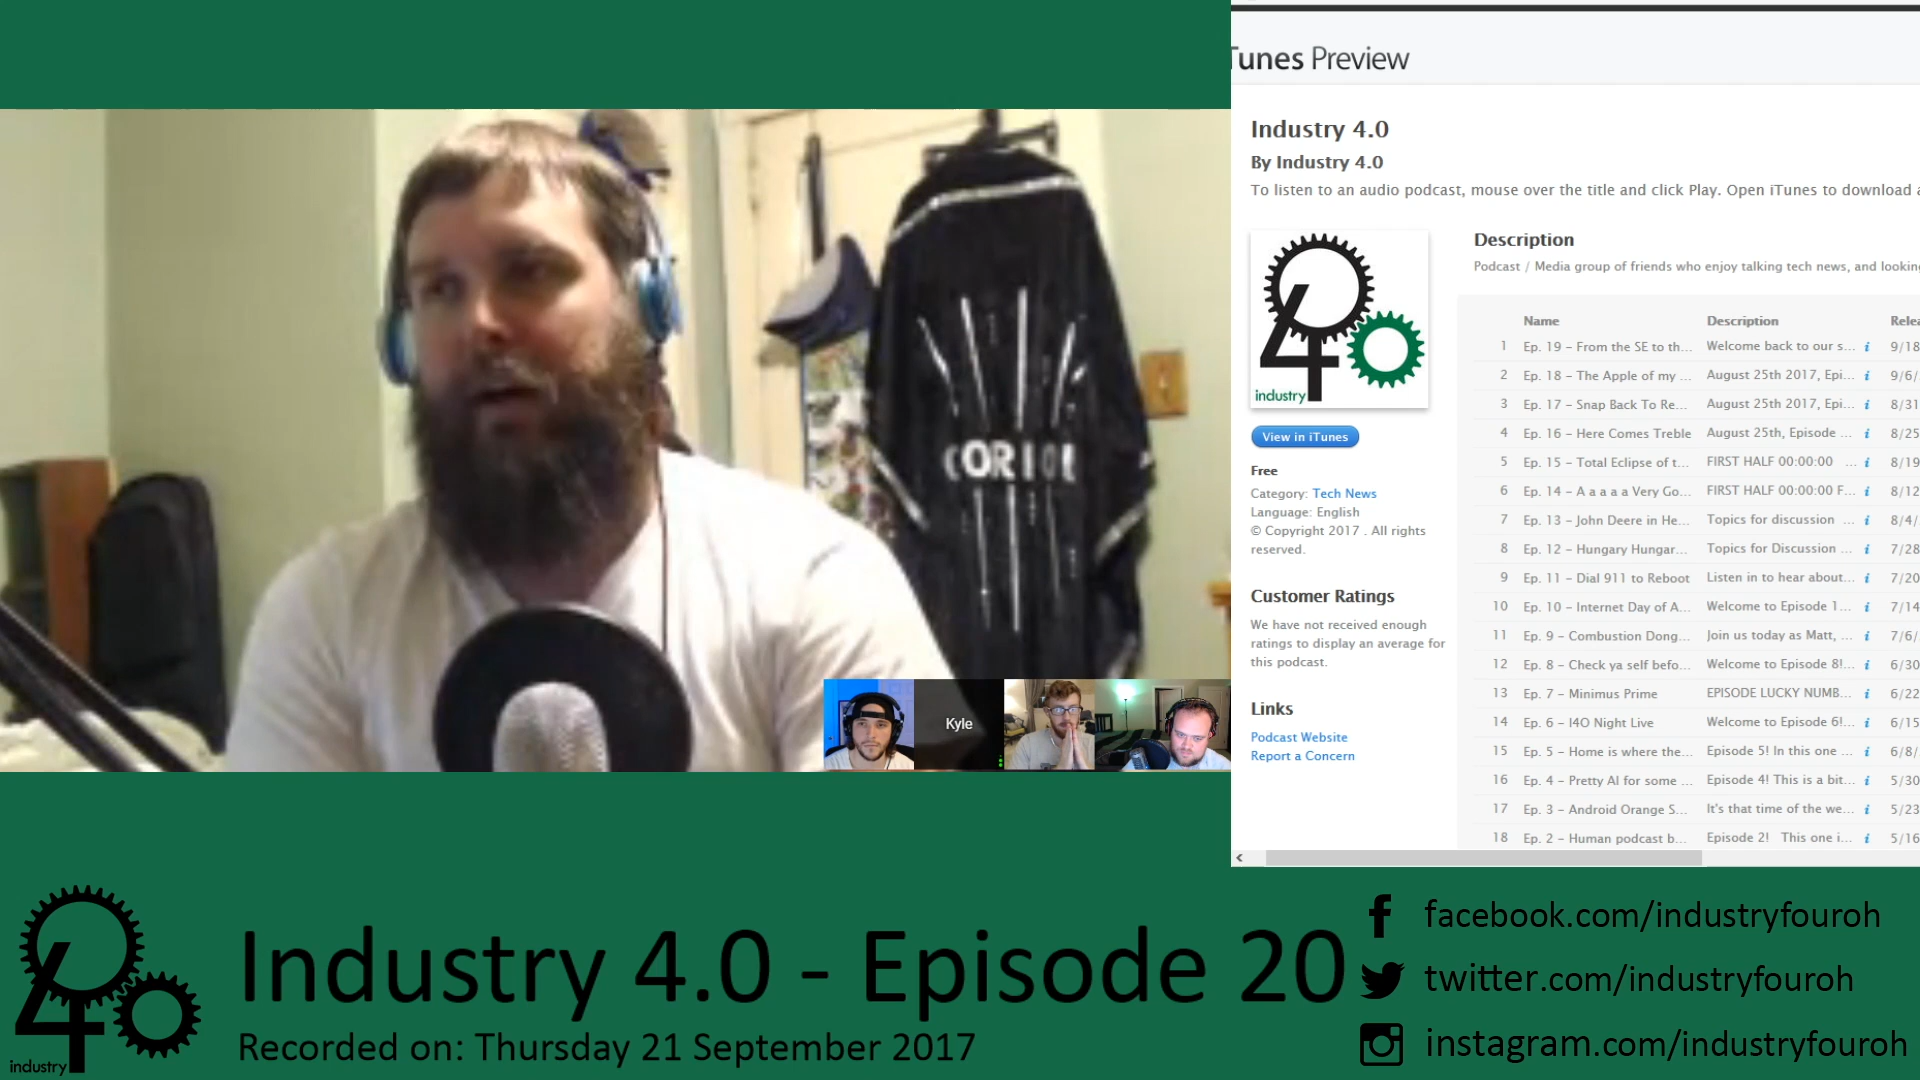 Tunes Preview
Industry 4.0
By Industry 4.0
To listen to an audio podcast, mouse over the title and click Play. Open iTunes to download
industry
View in iTunes
Free
Category: Tech News
Language: English
© Copyright 2017 . All rights
reserved.
Customer Ratings
We have not received enough
ratings to display an average for
this podcast.
Links
Podcast Website
Report a Concern
Description
Podcast / Media group of friends who enjoy talking tech news, and looking
Name Description
1 Ep. 19 - From the SE to th... Welcome back to our s... i 9/18
2 Ep. 18 - The Apple of my ... August 25th 2017, Epi... i 9/6/
3 Ep. 17 - Snap Back To Re... August 25th 2017, Epi... i 8/31
4 Ep. 16 - Here Comes Treble August 25th, Episode ... i 8/25
5 Ep. 15 - Total Eclipse of t... FIRST HALF 00:00:00 ... i 8/19
6 Ep. 14 - A a a a a Very Go... FIRST HALF 00:00:00 F... i 8/12
7 Ep. 13 - John Deere in He... Topics for discussion ... i 8/4/
8 Ep. 12 - Hungary Hungar... Topics for Discussion ... i 7/28
9 Ep. 11 - Dial 911 to Reboot Listen in to hear about... i 7/20
10 Ep. 10 - Internet Day of A... Welcome to Episode 1... i 7/14
11 Ep. 9 - Combustion Dong... Join us today as Matt, ... i 7/6/
12 Ep. 8 - Check ya self befo... Welcome to Episode 8!... i 6/30
13 Ep. 7 - Minimus Prime EPISODE LUCKY NUMB... i 6/22
14 Ep. 6 - I4O Night Live Welcome to Episode 6!... i 6/15
15 Ep. 5 - Home is where the... Episode 5! In this one ... i 6/8/
16 Ep. 4 - Pretty AI for some ... Episode 4! This is a bit... i 5/30
17 Ep. 3 - Android Orange S... It's that time of the we... i 5/23
18 Ep. 2 - Human podcast b... Episode 2! This one i... i 5/16
Kyle
4
industry
Industry 4.0 - Episode 20
Recorded on: Thursday 21 September 2017
facebook.com/industryfouroh
twitter.com/industryfouroh
instagram.com/industryfouroh